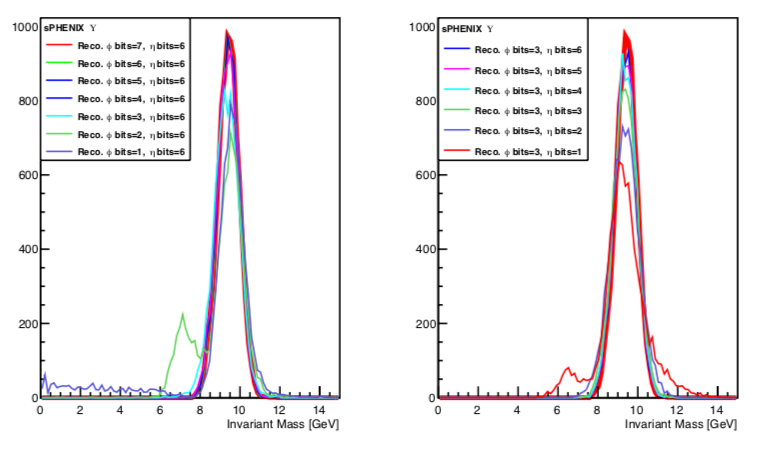 sPHENIX ϒ
Reco. φ bits=7, η bits=6
Reco. φ bits=6, η bits=6
Reco. φ bits=5, η bits=6
Reco. φ bits=4, η bits=6
Reco. φ bits=3, η bits=6
Reco. φ bits=2, η bits=6
Reco. φ bits=1, η bits=6
1000
800
600
400
200
0
0 2 4 6 8 10 12 14
Invariant Mass [GeV]
sPHENIX ϒ
Reco. φ bits=3, η bits=6
Reco. φ bits=3, η bits=5
Reco. φ bits=3, η bits=4
Reco. φ bits=3, η bits=3
Reco. φ bits=3, η bits=2
Reco. φ bits=3, η bits=1
1000
800
600
400
200
0
0 2 4 6 8 10 12 14
Invariant Mass [GeV]